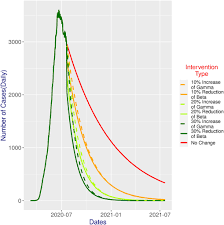 Number of Cases(Daily)
3000
2000
1000
0
2020-07
2021-01
2021-07
Dates
Intervention
Type
10% Increase
of Gamma
10% Reduction
of Beta
20% Increase
of Gamma
20% Reduction
of Beta
30% Increase
of Gamma
30% Reduction
of Beta
No Change